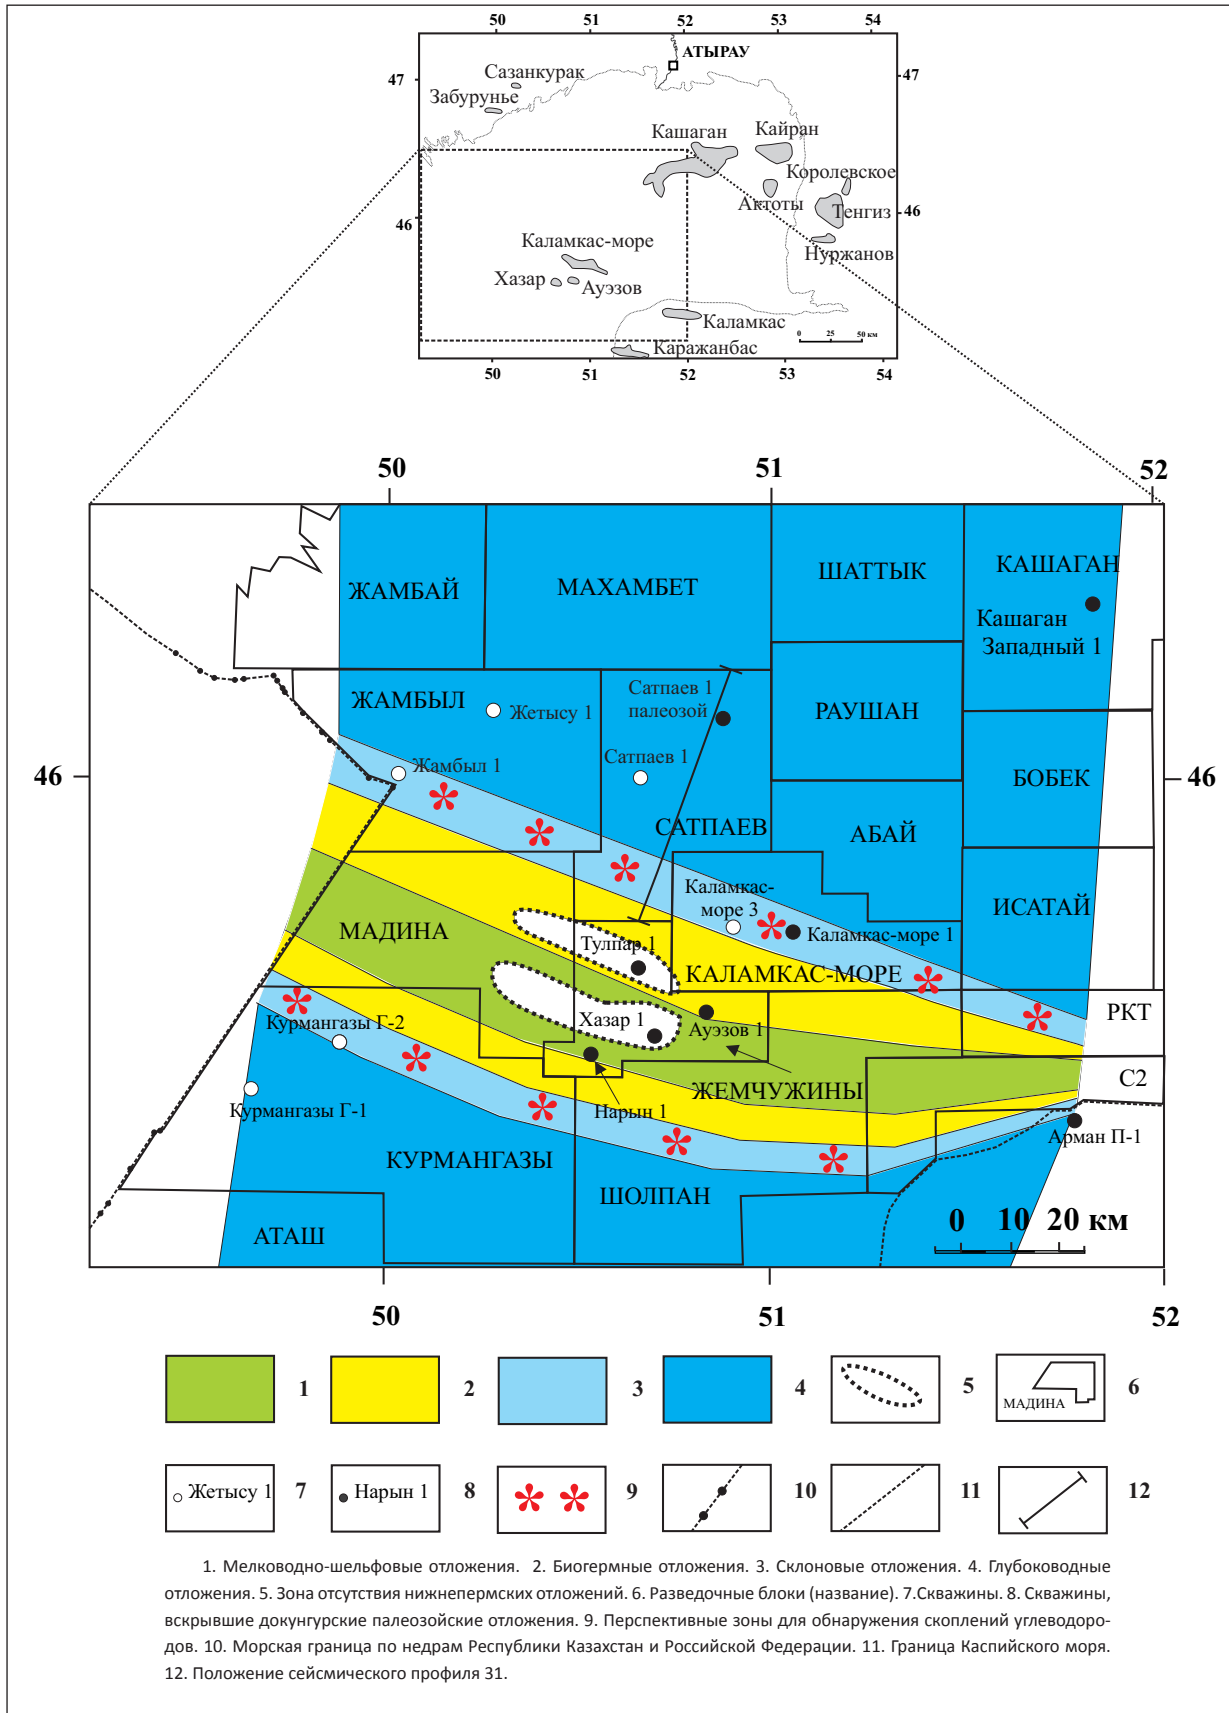 50 51 52 53 54
АТЫРАУ
47 47
Сазанкурак
Забурунье
Кашаган Кайран
Королевское
Актоты Тенгиз
46 46
Нуржанов
Каламкас-море
Хазар Ауэзов
Каламкас
0 25 50 км
Каражанбас
50 51 52 53 54
50 51 52
ЖАМБАЙ МАХАМБЕТ ШАТТЫК КАШАГАН
Кашаган
Западный 1
ЖАМБЫЛ Жетысу 1
Сатпаев 1
палеозой
РАУШАН
46 Жамбыл 1 Сатпаев 1 БОБЕК 46
САТПАЕВ АБАЙ
Каламкас-
море 3
ИСАТАЙ
МАДИНА Тулпар 1 Каламкас-море 1
КАЛАМКАС-МОРЕ
РКТ
Курмангазы Г-2 Хазар 1 Ауэзов 1
С2
ЖЕМЧУЖИНЫ
Курмангазы Г-1 Нарын 1 Арман П-1
КУРМАНГАЗЫ
ШОЛПАН
АТАШ 0 10 20 км
50 51 52
1 2 3 4 5 МАДИНА 6
Жетысу 1 7 Нарын 1 8 9 10 11 12
1. Мелководно-шельфовые отложения. 2. Биогермные отложения. 3. Склоновые отложения. 4. Глубоководные
отложения. 5. Зона отсутствия нижнепермских отложений. 6. Разведочные блоки (название). 7.Скважины. 8. Скважины,
вскрывшие докунгурские палеозойские отложения. 9. Перспективные зоны для обнаружения скоплений углеводоро-
дов. 10. Морская граница по недрам Республики Казахстан и Российской Федерации. 11. Граница Каспийского моря.
12. Положение сейсмического профиля 31.